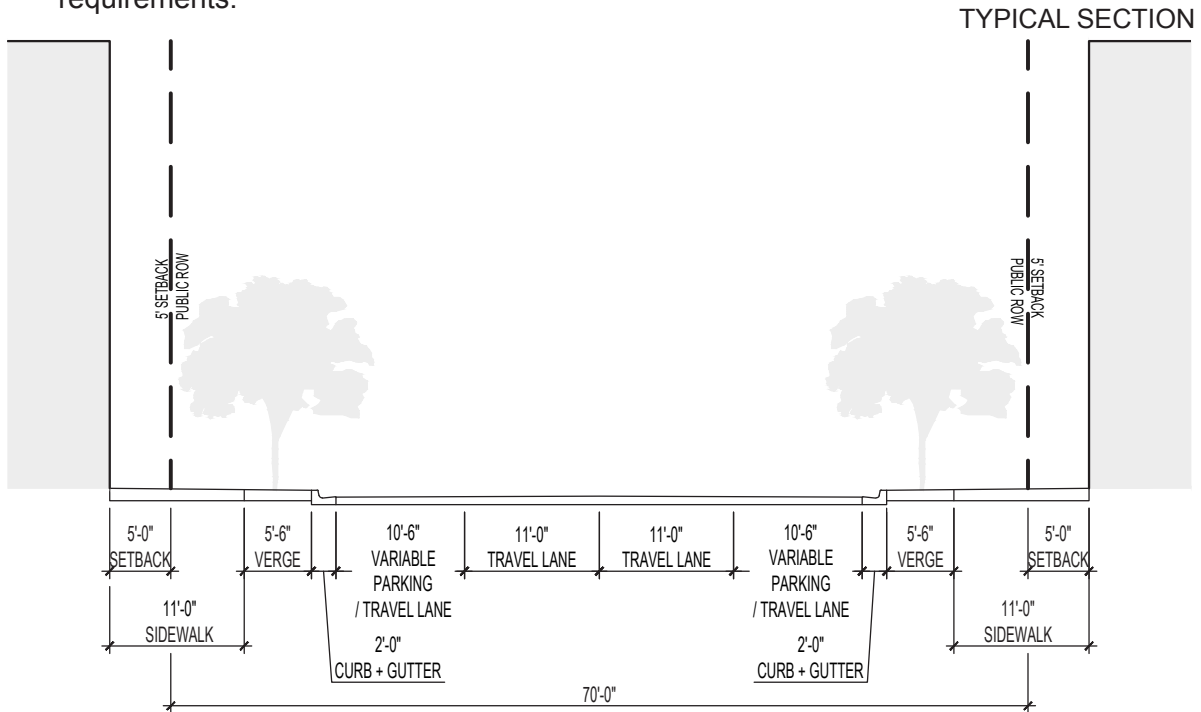 requirements.
TYPICAL SECTION
5' SETBACK
PUBLIC ROW
PUBLIC ROW
5' SETBACK
5'-0"
SETBACK
5'-6"
VERGE
10'-6"
VARIABLE
PARKING
/ TRAVEL LANE
11'-0"
TRAVEL LANE
11'-0"
TRAVEL LANE
10'-6"
VARIABLE
PARKING
/ TRAVEL LANE
5'-6"
VERGE
5'-0"
SETBACK
11'-0"
SIDEWALK
2'-0"
CURB + GUTTER
2'-0"
CURB + GUTTER
11'-0"
SIDEWALK
70'-0"